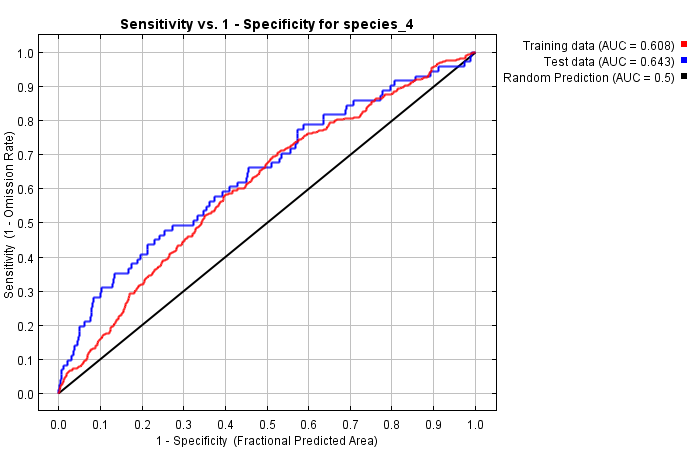 Sensitivity vs. 1 - Specificity for species_4
Training data (AUC = 0.608)
Test data (AUC = 0.643)
Random Prediction (AUC = 0.5)
Sensitivity (1 - Omission Rate)
1.0
0.9
0.8
0.7
0.6
0.5
0.4
0.3
0.2
0.1
0.0
0.0 0.1 0.2 0.3 0.4 0.5 0.6 0.7 0.8 0.9 1.0
1 - Specificity (Fractional Predicted Area)